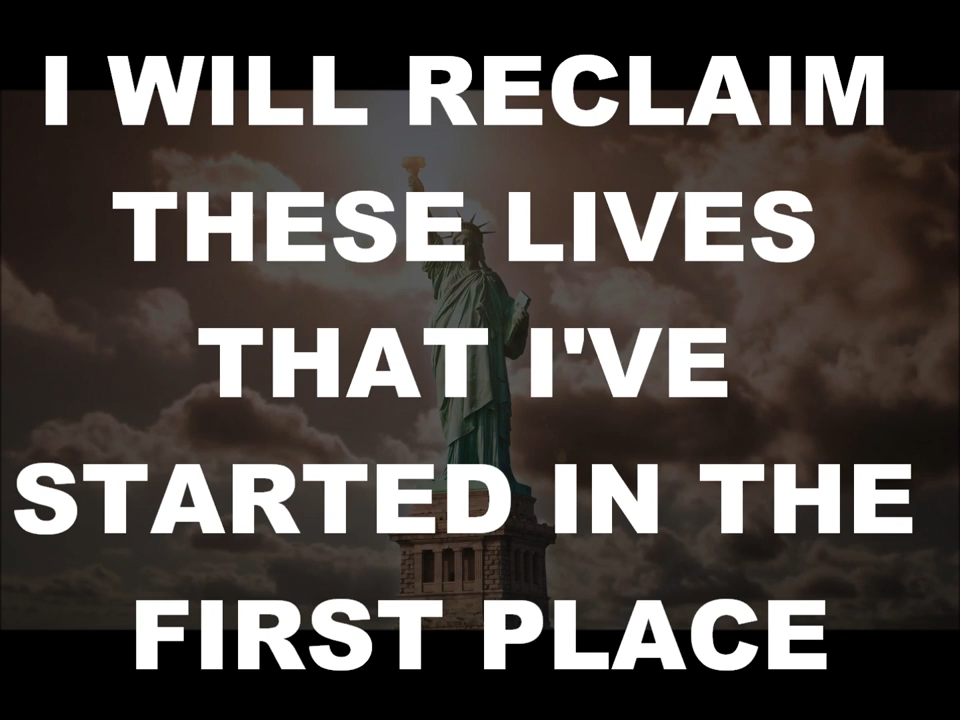 I WILL RECLAIM
THESE LIVES
THAT I'VE
STARTED IN THE
FIRST PLACE